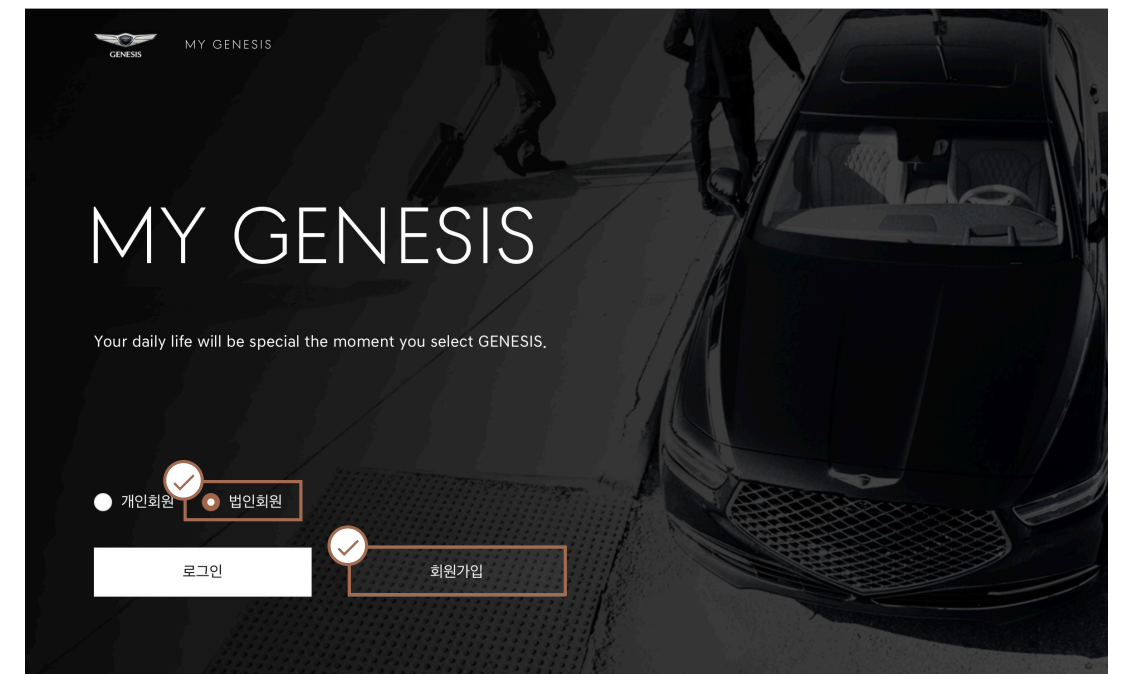 GENESIS
MY GENESIS
MY GENESIS
Your daily life will be special the moment you select GENESIS.
개인회원 법인회원
로그인 회원가입